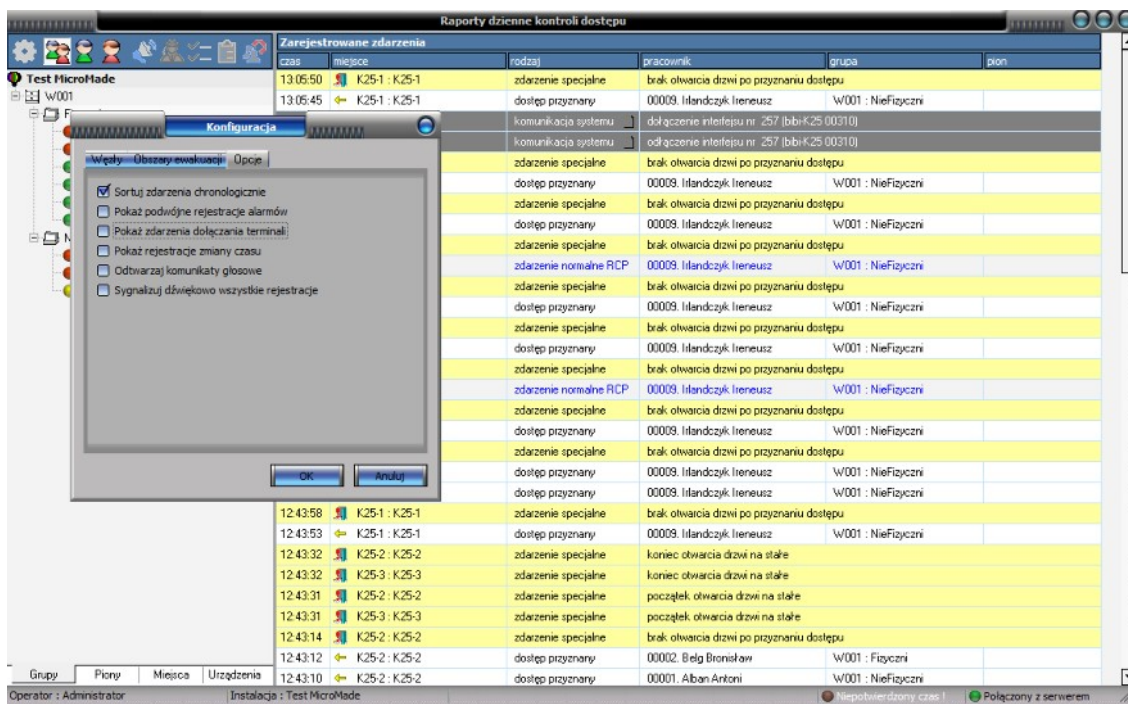 Raporty dzienne kontroli dostępu
Zarejestrowane zdarzenia
czas miejsce rodzaj pracownik grupa pion
Test MicroMade
W001
13:05:50 K25-1 : K25-1 zdarzenie specjalne brak otwarcia drzwi po przyznaniu dostępu
13:05:45 K25-1 : K25-1 dostęp przyznany 00009. Irlandczyk Ireneusz W001 : NieFizyczni
komunikacja systemu dołączenie interfejsu nr 257 (bibi-K25 00310)
komunikacja systemu odłączenie interfejsu nr 257 (bibi-K25 00310)
zdarzenie specjalne brak otwarcia drzwi po przyznaniu dostępu
dostęp przyznany 00009. Irlandczyk Ireneusz W001 : NieFizyczni
zdarzenie specjalne brak otwarcia drzwi po przyznaniu dostępu
dostęp przyznany 00009. Irlandczyk Ireneusz W001 : NieFizyczni
zdarzenie specjalne brak otwarcia drzwi po przyznaniu dostępu
zdarzenie normalne RCP 00009. Irlandczyk Ireneusz W001 : NieFizyczni
zdarzenie specjalne brak otwarcia drzwi po przyznaniu dostępu
dostęp przyznany 00009. Irlandczyk Ireneusz W001 : NieFizyczni
zdarzenie specjalne brak otwarcia drzwi po przyznaniu dostępu
dostęp przyznany 00009. Irlandczyk Ireneusz W001 : NieFizyczni
zdarzenie specjalne brak otwarcia drzwi po przyznaniu dostępu
zdarzenie normalne RCP 00009. Irlandczyk Ireneusz W001 : NieFizyczni
zdarzenie specjalne brak otwarcia drzwi po przyznaniu dostępu
dostęp przyznany 00009. Irlandczyk Ireneusz W001 : NieFizyczni
zdarzenie specjalne brak otwarcia drzwi po przyznaniu dostępu
dostęp przyznany 00009. Irlandczyk Ireneusz W001 : NieFizyczni
dostęp przyznany 00009. Irlandczyk Ireneusz W001 : NieFizyczni
12:43:58 K25-1 : K25-1 zdarzenie specjalne brak otwarcia drzwi po przyznaniu dostępu
12:43:53 K25-1 : K25-1 dostęp przyznany 00009. Irlandczyk Ireneusz W001 : NieFizyczni
12:43:32 K25-2 : K25-2 zdarzenie specjalne koniec otwarcia drzwi na stałe
12:43:32 K25-3 : K25-3 zdarzenie specjalne koniec otwarcia drzwi na stałe
12:43:31 K25-2 : K25-2 zdarzenie specjalne początek otwarcia drzwi na stałe
12:43:31 K25-3 : K25-3 zdarzenie specjalne początek otwarcia drzwi na stałe
12:43:14 K25-2 : K25-2 zdarzenie specjalne brak otwarcia drzwi po przyznaniu dostępu
12:43:12 K25-2 : K25-2 dostęp przyznany 00002. Belg Bronisław W001 : Fizyczni
12:43:10 K25-2 : K25-2 dostęp przyznany 00001. Alban Antoni W001 : NieFizyczni
Konfiguracja
Węzły Obszary ewakuacji Opcje
Sortuj zdarzenia chronologicznie
Pokaż podwójne rejestracje alarmów
Pokaż zdarzenia dołączania terminali
Pokaż rejestracje zmiany czasu
Odtwarzaj komunikaty głosowe
Sygnalizuj dźwiękowo wszystkie rejestracje
OK Anuluj
Grupy Piony Miejsca Urządzenia
Operator : Administrator Instalacja : Test MicroMade Niepotwierdzony czas ! Połączony z serwerem